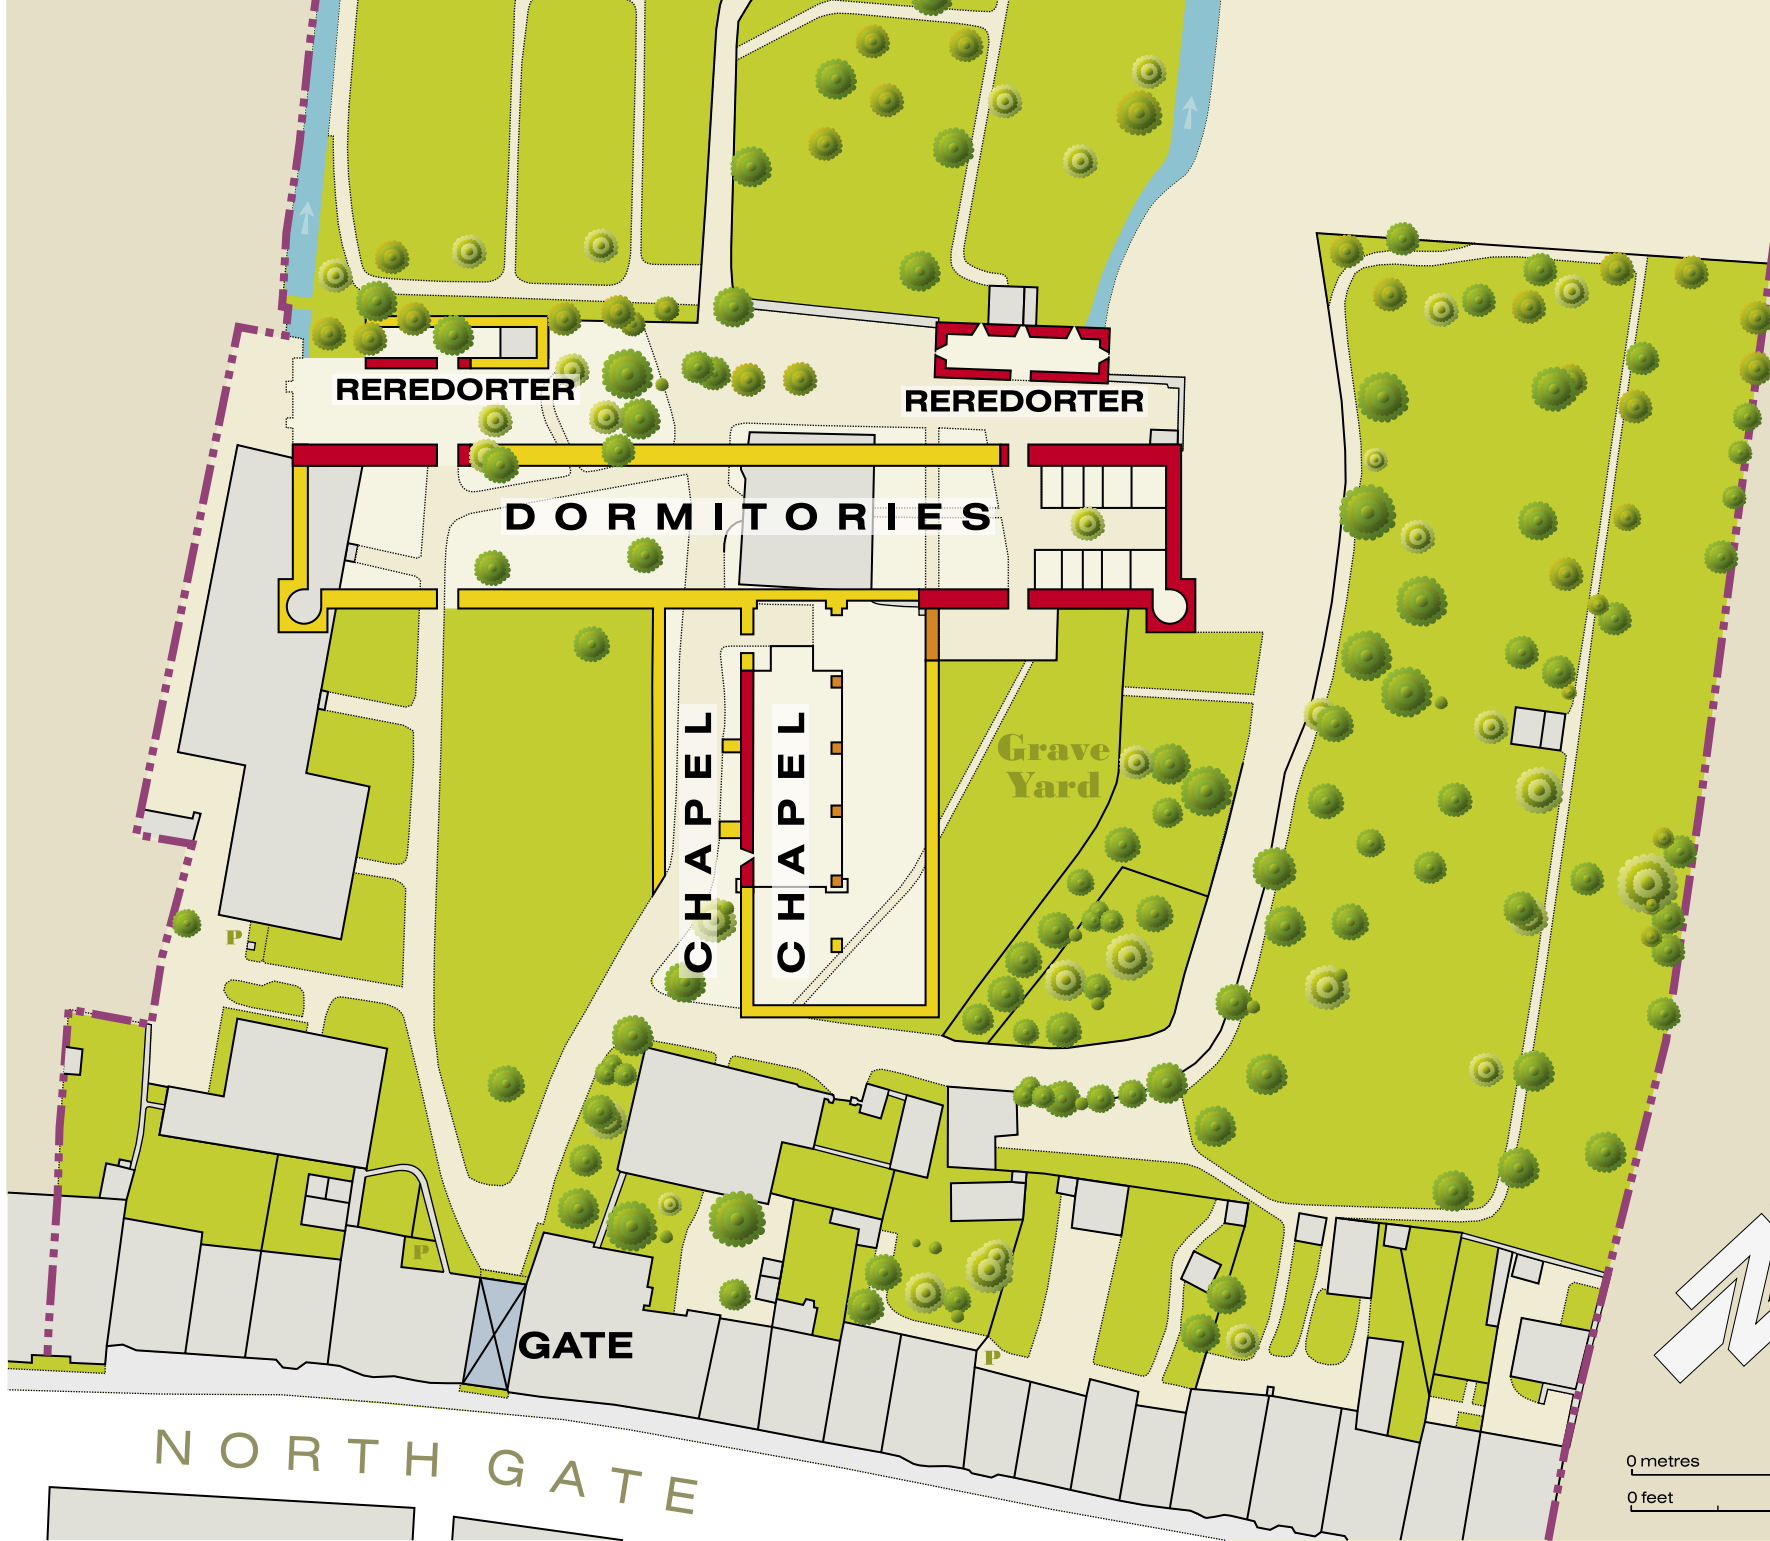 REREDORTER
REREDORTER
DORMITORIES
CHAPEL
CHAPEL
Grave
Yard
P
P
GATE
P
NORTH GATE
N
0 metres
0 feet